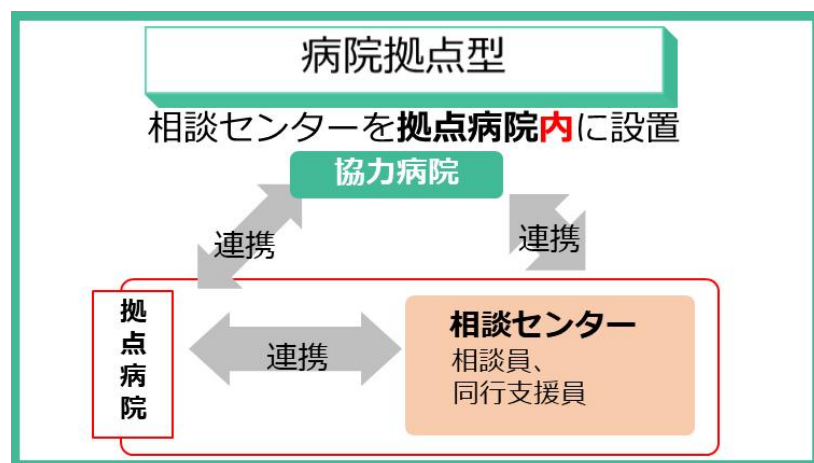 病院拠点型
相談センターを拠点病院内に設置
協力病院
連携
連携
拠点病院
連携
相談センター
相談員、
同行支援員